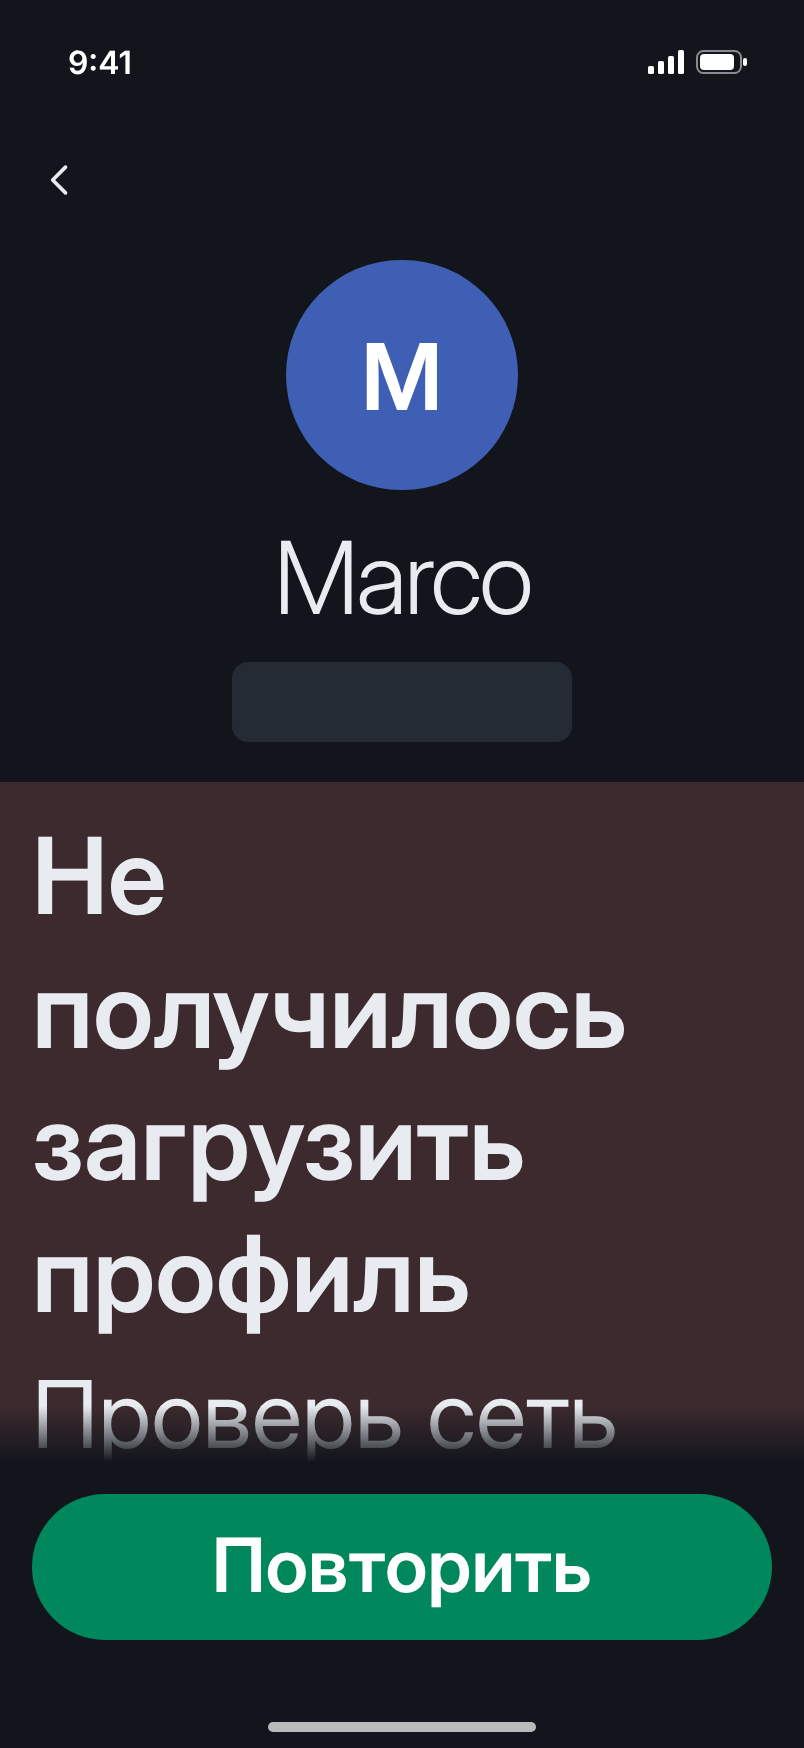 9:41
M
Marco
Не
получилось
загрузить
профиль
Проверь сеть
Повторить